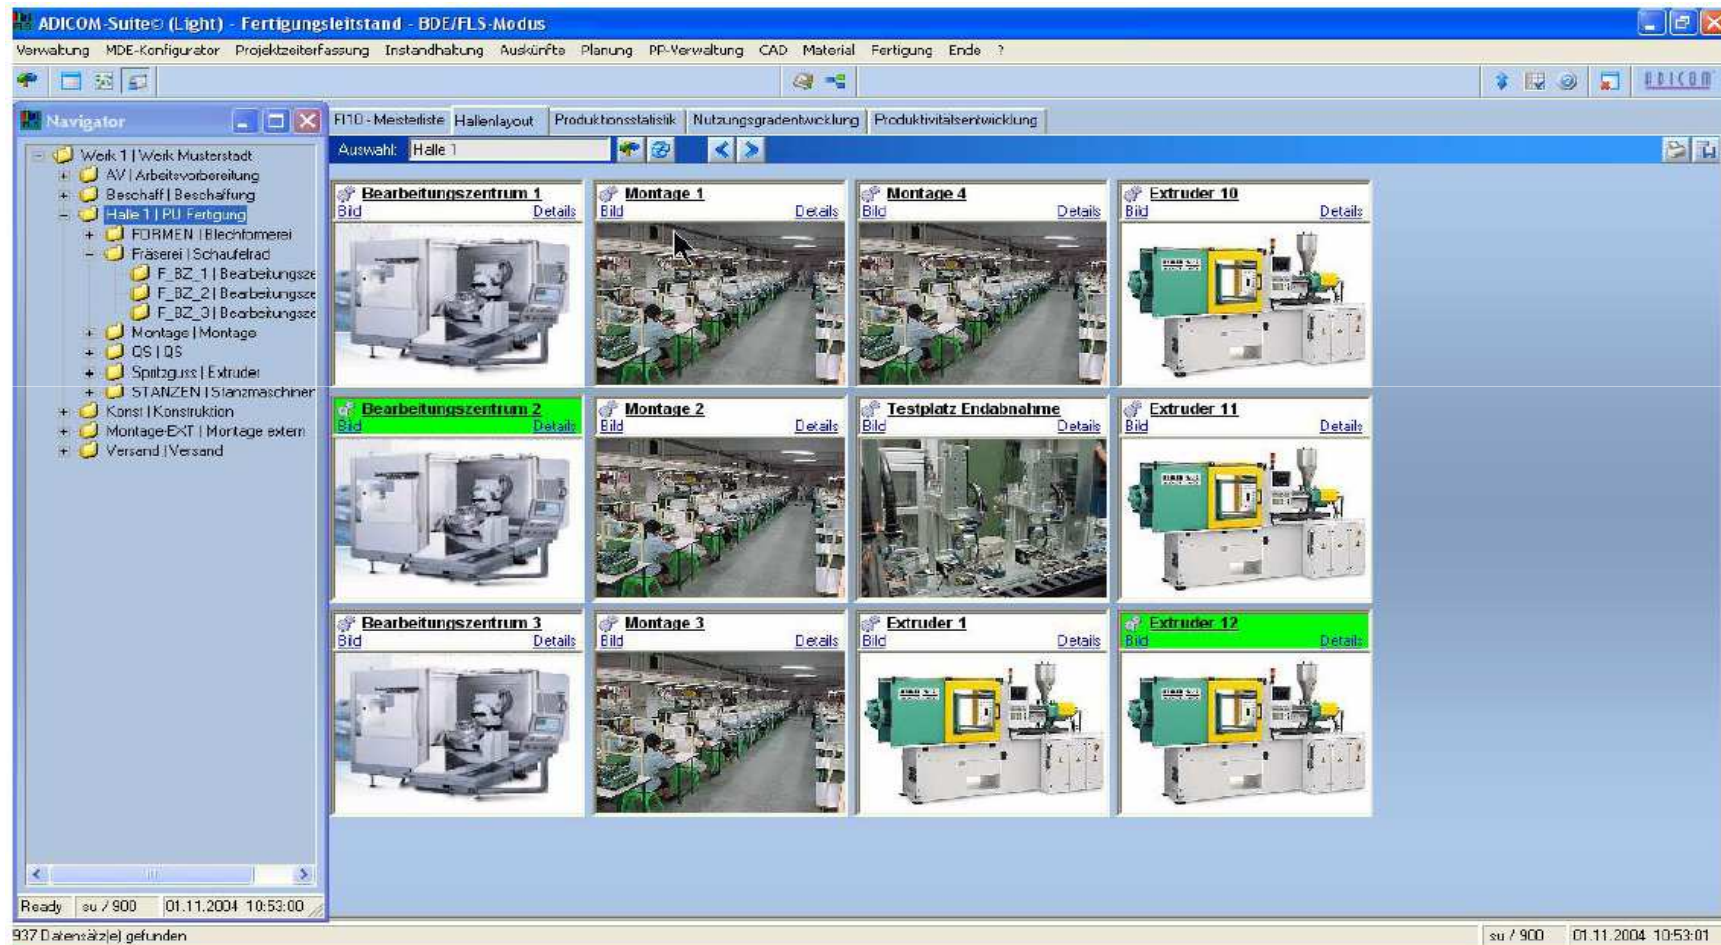 ADICOM-Suite© (Light) - Fertigungsleitstand - BDE/FLS-Modus
Verwaltung MDE-Konfigurator Projektzeiterfassung Instandhaltung Auskünfte Planung PP-Verwaltung CAD Material Fertigung Ende ?
ADICOM
Navigator
FI10 - Meisterliste Hallenlayout Produktionsstatistik Nutzungsgradentwicklung Produktivitätsentwicklung
Auswahl: Halle 1
Werk 1 | Werk Musterstadt
AV | Arbeitsvorbereitung
Beschaff | Beschaffung
Halle 1 | PU Fertigung
FORMEN | Blechformerei
Fräserei | Schaufelrad
F_BZ_1 | Bearbeitungsze
F_BZ_2 | Bearbeitungsze
F_BZ_3 | Bearbeitungsze
Montage | Montage
QS | QS
Spritzguss | Extruder
STANZEN | Stanzmaschiner
Konst | Konstruktion
Montage-EXT | Montage extern
Versand | Versand
Bearbeitungszentrum 1
Bild Details
Montage 1
Bild Details
Montage 4
Bild Details
Extruder 10
Bild Details
Bearbeitungszentrum 2
Bild Details
Montage 2
Bild Details
Testplatz Endabnahme
Bild Details
Extruder 11
Bild Details
Bearbeitungszentrum 3
Bild Details
Montage 3
Bild Details
Extruder 1
Bild Details
Extruder 12
Bild Details
Ready su / 900 01.11.2004 10:53:00
937 Datensätz(e) gefunden
su / 900 01.11.2004 10:53:01